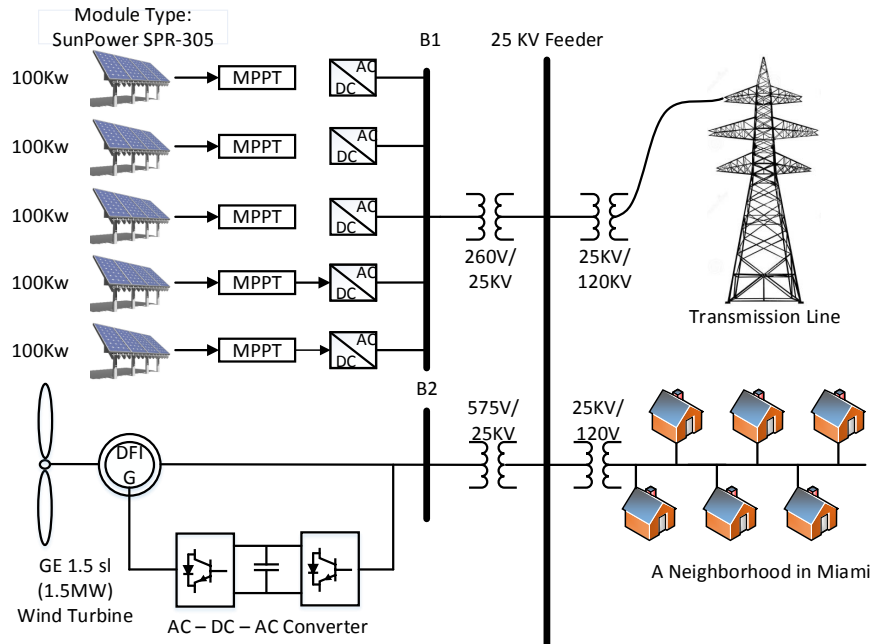 Module Type:
SunPower SPR-305
B1
25 KV Feeder
100Kw
MPPT
AC
DC
100Kw
MPPT
AC
DC
100Kw
MPPT
AC
DC
260V/
25KV
25KV/
120KV
100Kw
MPPT
AC
DC
Transmission Line
100Kw
MPPT
AC
DC
B2
575V/
25KV
25KV/
120V
DFI
G
GE 1.5 sl
(1.5MW)
Wind Turbine
AC – DC – AC Converter
A Neighborhood in Miami